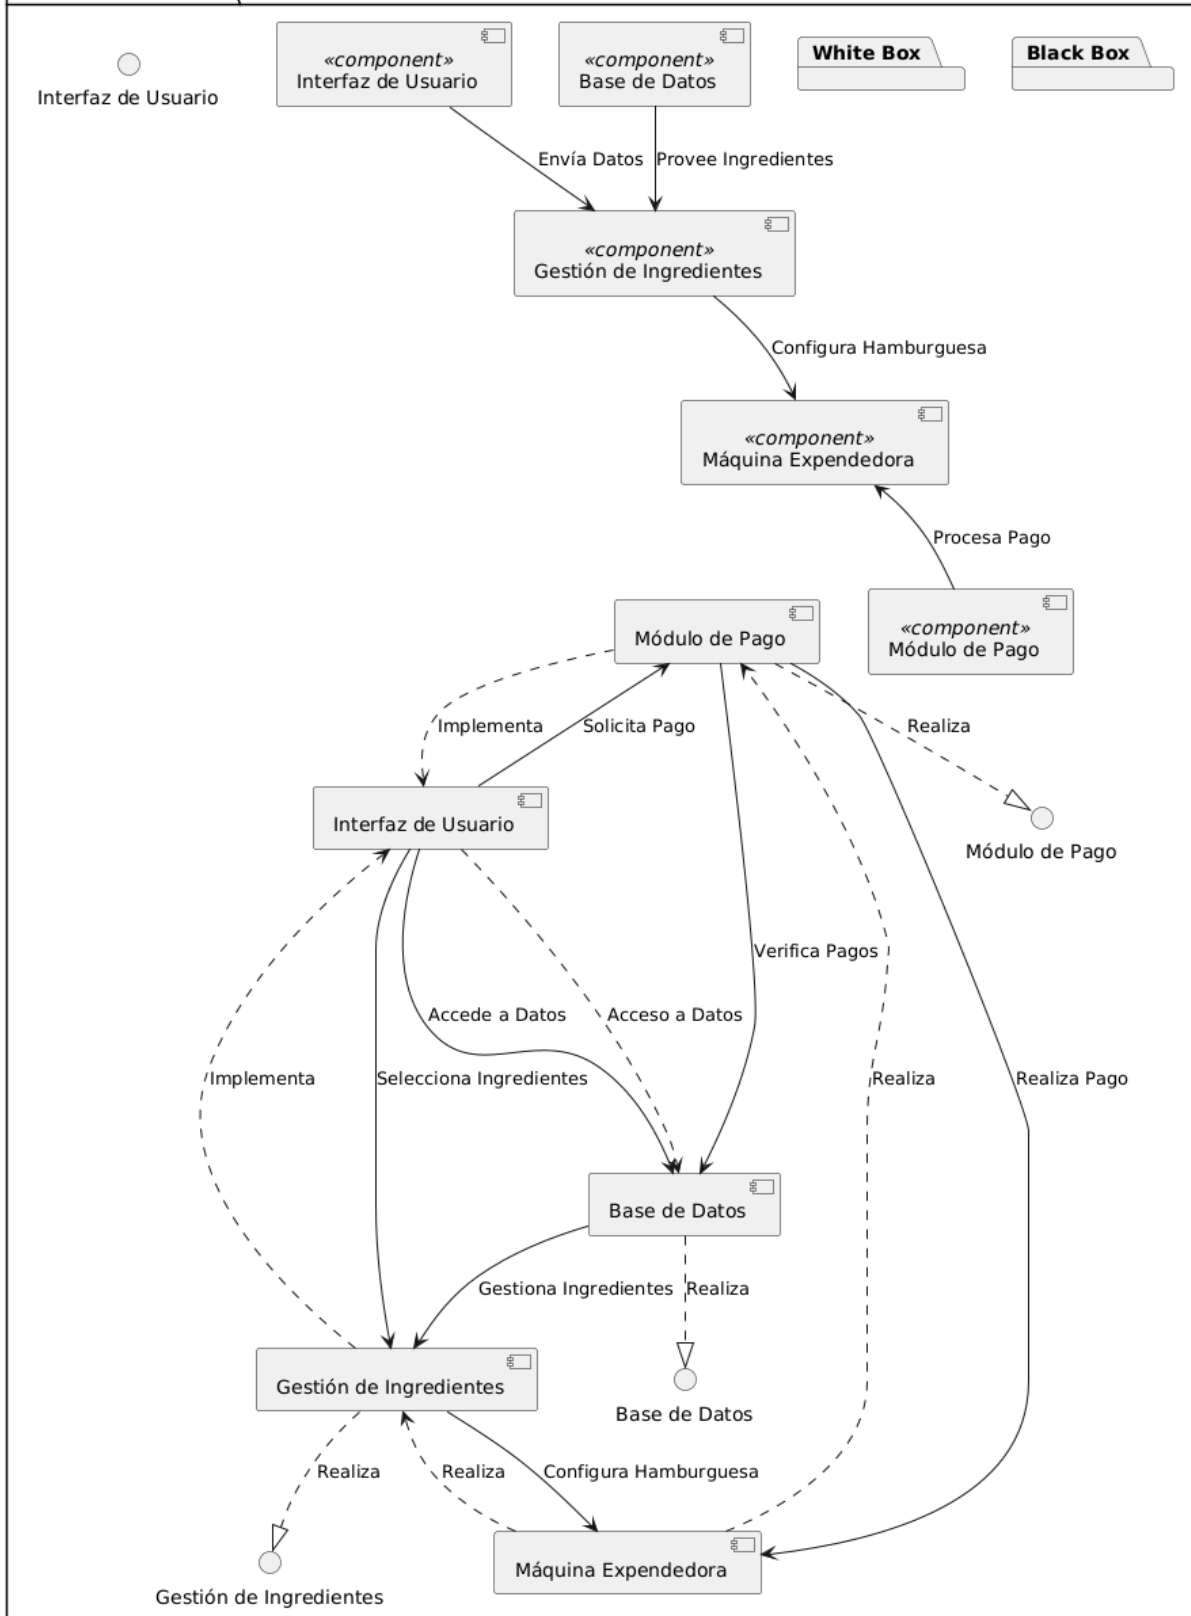 «component»
Interfaz de Usuario
«component»
Base de Datos
White Box
Black Box
Interfaz de Usuario
Envía Datos
Provee Ingredientes
«component»
Gestión de Ingredientes
Configura Hamburguesa
«component»
Máquina Expendedora
Procesa Pago
«component»
Módulo de Pago
Módulo de Pago
Implementa
Solicita Pago
Realiza
Interfaz de Usuario
Módulo de Pago
Verifica Pagos
Accede a Datos
Acceso a Datos
Implementa
Selecciona Ingredientes
Realiza
Realiza Pago
Base de Datos
Gestiona Ingredientes
Realiza
Gestión de Ingredientes
Base de Datos
Realiza
Realiza
Configura Hamburguesa
Máquina Expendedora
Gestión de Ingredientes